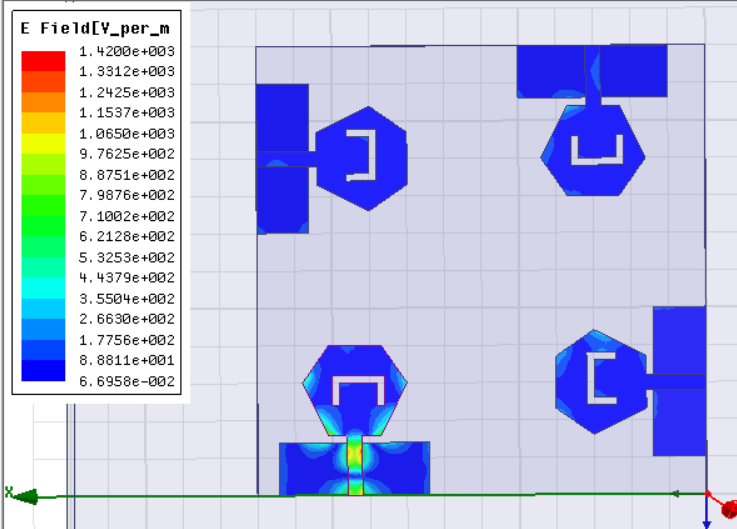 E Field[V_per_m
1.4200e+003
1.3312e+003
1.2425e+003
1.1537e+003
1.0650e+003
9.7625e+002
8.8751e+002
7.9876e+002
7.1002e+002
6.2128e+002
5.3253e+002
4.4379e+002
3.5504e+002
2.6630e+002
1.7756e+002
8.8811e+001
6.6958e-002
X